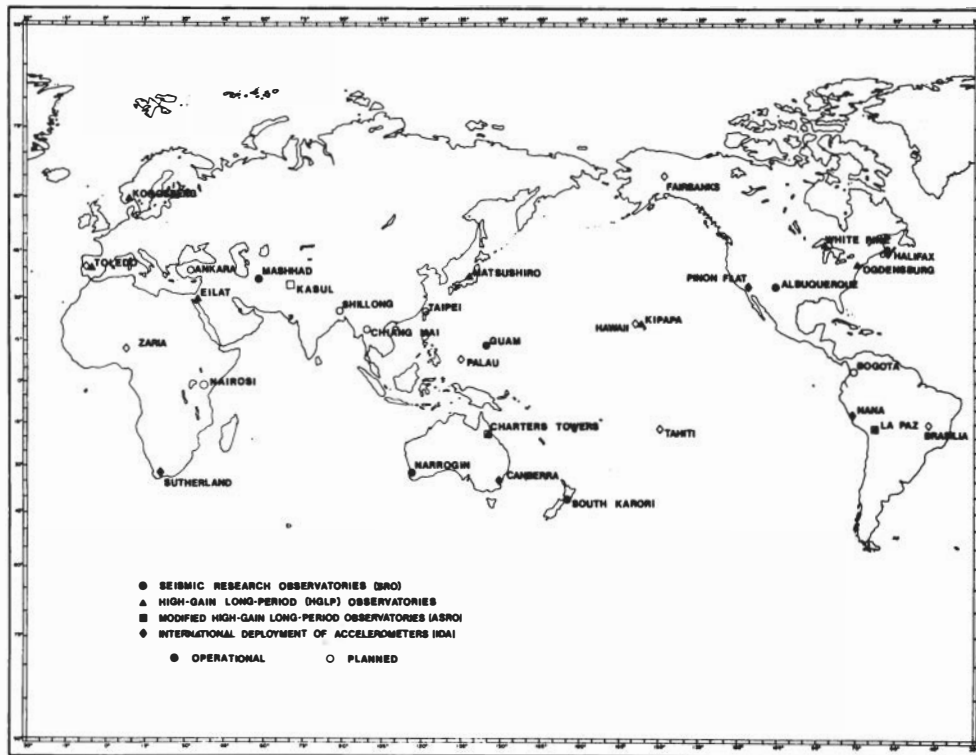 KONGSBERG
FAIRBANKS
WHITE PINE
HALIFAX
OGDENSBURG
TOLEDO
ANKARA
MASHHAD
KABUL
MATSUSHIRO
PINON FLAT
ALBUQUERQUE
EILAT
SHILLONG
TAIPEI
CHIANG MAI
HAWAII
KIPAPA
ZARIA
GUAM
PALAU
BOGOTA
NAIROBI
NANA
LA PAZ
BRASILIA
CHARTERS TOWERS
TAHITI
NARROGIN
CANBERRA
SUTHERLAND
SOUTH KARORI
SEISMIC RESEARCH OBSERVATORIES (SRO)
HIGH-GAIN LONG-PERIOD (HGLP) OBSERVATORIES
MODIFIED HIGH-GAIN LONG-PERIOD OBSERVATORIES (ASRO)
INTERNATIONAL DEPLOYMENT OF ACCELEROMETERS (IDA)
OPERATIONAL
PLANNED